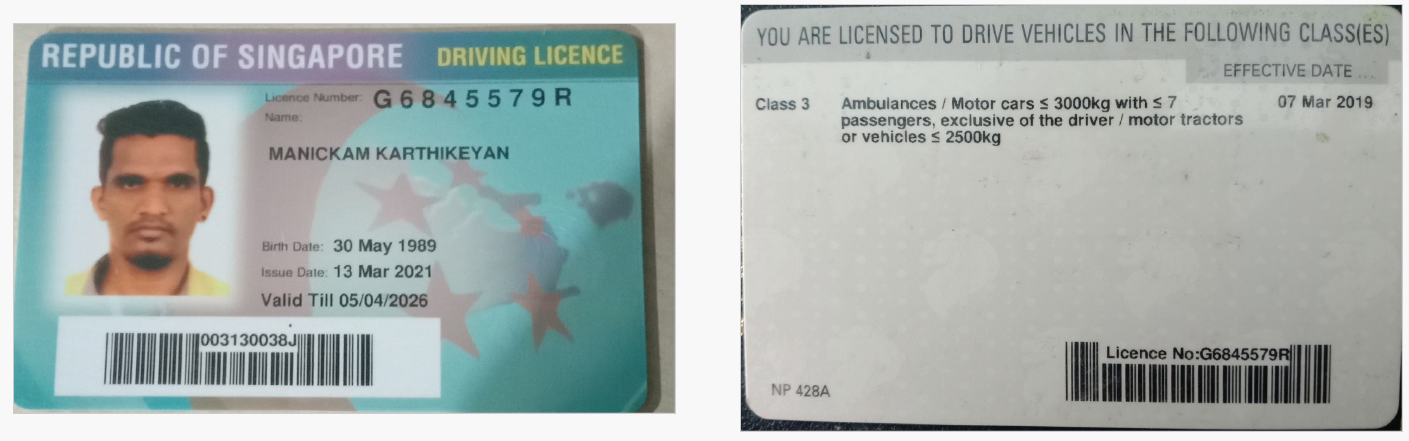 REPUBLIC OF SINGAPORE DRIVING LICENCE
Licence Number: G6845579R
Name:
MANICKAM KARTHIKEYAN
Birth Date: 30 May 1989
Issue Date: 13 Mar 2021
Valid Till 05/04/2026
003130038J
YOU ARE LICENSED TO DRIVE VEHICLES IN THE FOLLOWING CLASS(ES)
EFFECTIVE DATE
Class 3 Ambulances / Motor cars ≤ 3000kg with ≤ 7 07 Mar 2019
passengers, exclusive of the driver / motor tractors
or vehicles ≤ 2500kg
Licence No:G6845579R
NP 428A